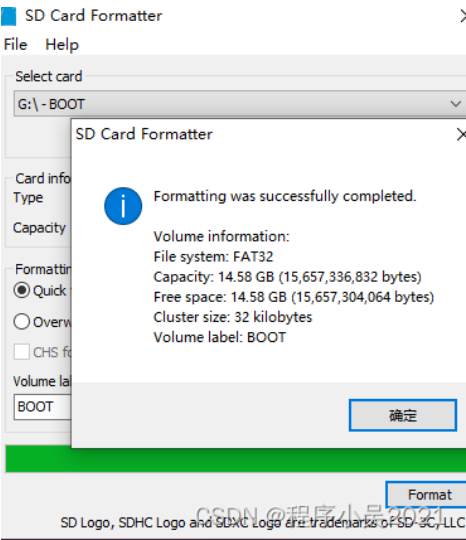 SD Card Formatter
File Help
Select card
G:\ - BOOT
SD Card Formatter
Card info
Type
Capacity
Formatting was successfully completed.
Volume information:
File system: FAT32
Capacity: 14.58 GB (15,657,336,832 bytes)
Free space: 14.58 GB (15,657,304,064 bytes)
Cluster size: 32 kilobytes
Volume label: BOOT
Formattin
Quick
Overw
CHS fo
Volume la
BOOT
确定
Format
CSDN @程序小员2021
SD Logo, SDHC Logo and SDXC Logo are trademarks of SD-3C, LLC